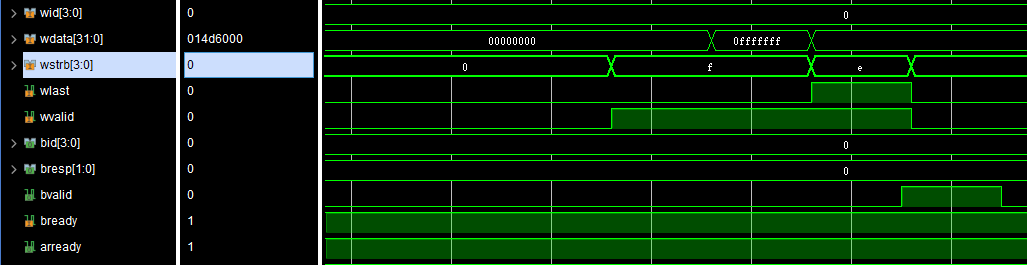 wid[3:0] 0 0
wdata[31:0] 014d6000 00000000 0fffffff
wstrb[3:0] 0 0 f e
wlast 0
wvalid 0
bid[3:0] 0 0
bresp[1:0] 0 0
bvalid 0
bready 1
arready 1